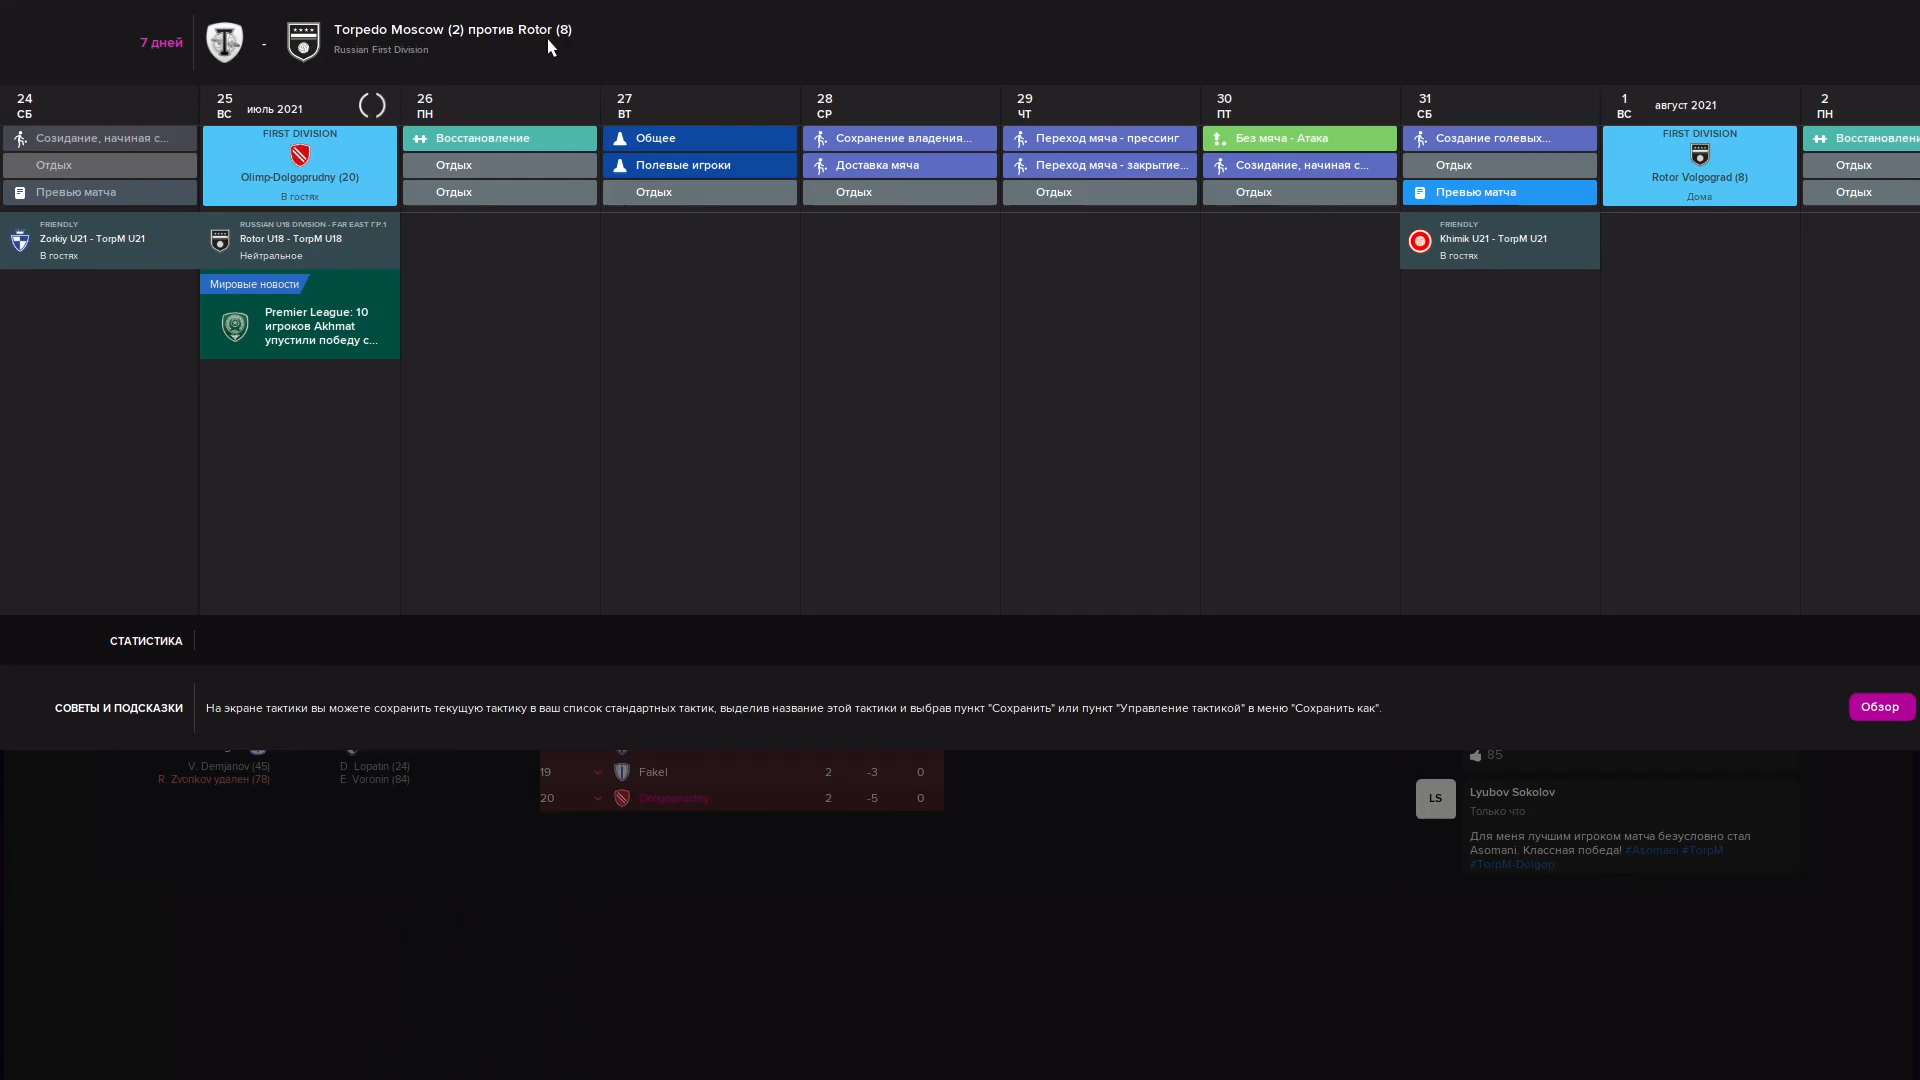 7 дней
Torpedo Moscow (2) против Rotor (8)
Russian First Division
24
СБ
25
ВС
июль 2021
26
ПН
27
ВТ
28
СР
29
ЧТ
30
ПТ
31
СБ
1
ВС
август 2021
2
ПН
Созидание, начиная с...
Отдых
Превью матча
FIRST DIVISION
Olimp-Dolgoprudny (20)
В гостях
Восстановление
Отдых
Отдых
Общее
Полевые игроки
Отдых
Сохранение владения...
Доставка мяча
Отдых
Переход мяча - прессинг
Переход мяча - закрытие...
Отдых
Без мяча - Атака
Созидание, начиная с...
Отдых
Создание голевых...
Отдых
Превью матча
FIRST DIVISION
Rotor Volgograd (8)
Дома
Восстановлени
Отдых
Отдых
FRIENDLY
Zorkiy U21 - TorpM U21
В гостях
RUSSIAN U18 DIVISION - FAR EAST ГР.1
Rotor U18 - TorpM U18
Нейтральное
FRIENDLY
Khimik U21 - TorpM U21
В гостях
Мировые новости
Premier League: 10
игроков Akhmat
упустили победу с...
СТАТИСТИКА
СОВЕТЫ И ПОДСКАЗКИ
На экране тактики вы можете сохранить текущую тактику в ваш список стандартных тактик, выделив название этой тактики и выбрав пункт "Сохранить" или пункт "Управление тактикой" в меню "Сохранить как".
Обзор
V. Demjanov (45)
R. Zvonkov удален (78)
D. Lopatin (24)
E. Voronin (84)
19 Fakel 2 -3 0
20 Dolgoprudny 2 -5 0
85
LS
Lyubov Sokolov
Только что
Для меня лучшим игроком матча безусловно стал
Asomani. Классная победа! #Asomani #TorpM
#TorpM-Dolgop